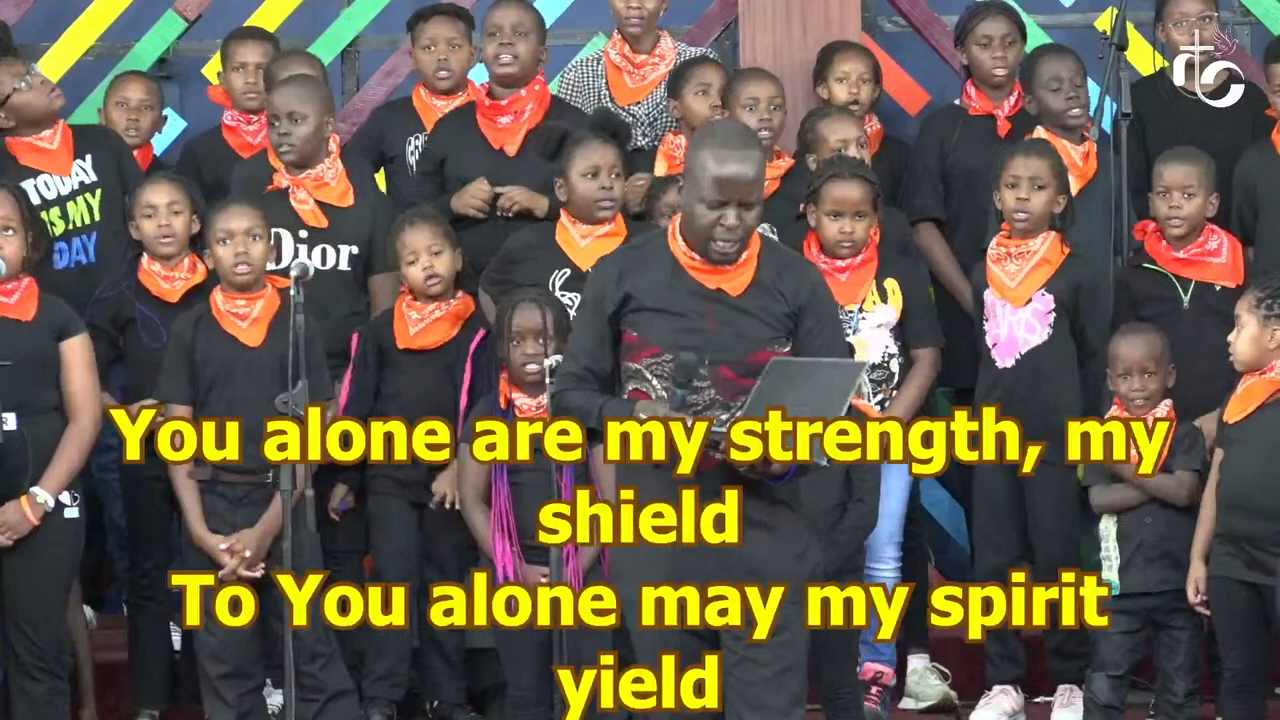 TODAY
IS MY
DAY
Dior
You alone are my strength, my
shield
To You alone may my spirit
yield